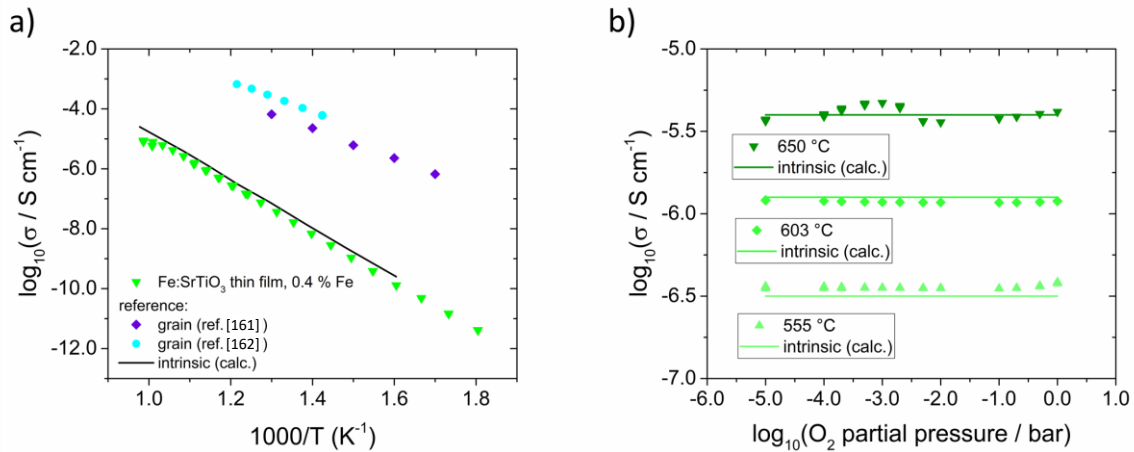 a)
log10(σ / S cm-1)
-2.0
-4.0
-6.0
-8.0
-10.0
-12.0
Fe:SrTiO3 thin film, 0.4 % Fe
reference:
grain (ref. [161] )
grain (ref. [162] )
intrinsic (calc.)
1.0 1.2 1.4 1.6 1.8
1000/T (K-1)
b)
log10(σ / S cm-1)
-5.0
-5.5
-6.0
-6.5
-7.0
650 °C
intrinsic (calc.)
603 °C
intrinsic (calc.)
555 °C
intrinsic (calc.)
-6.0 -5.0 -4.0 -3.0 -2.0 -1.0 0.0 1.0
log10(O2 partial pressure / bar)